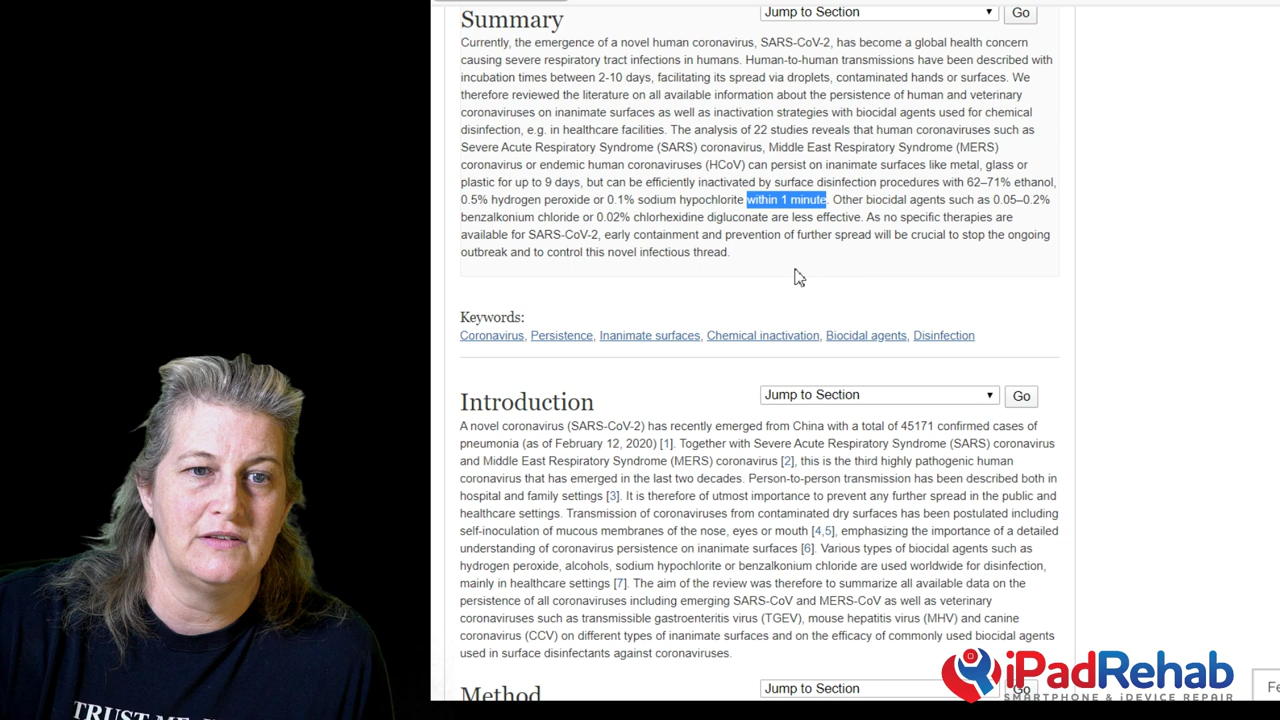 Summary
Jump to Section
Go
Currently, the emergence of a novel human coronavirus, SARS-CoV-2, has become a global health concern
causing severe respiratory tract infections in humans. Human-to-human transmissions have been described with
incubation times between 2-10 days, facilitating its spread via droplets, contaminated hands or surfaces. We
therefore reviewed the literature on all available information about the persistence of human and veterinary
coronaviruses on inanimate surfaces as well as inactivation strategies with biocidal agents used for chemical
disinfection, e.g. in healthcare facilities. The analysis of 22 studies reveals that human coronaviruses such as
Severe Acute Respiratory Syndrome (SARS) coronavirus, Middle East Respiratory Syndrome (MERS)
coronavirus or endemic human coronaviruses (HCoV) can persist on inanimate surfaces like metal, glass or
plastic for up to 9 days, but can be efficiently inactivated by surface disinfection procedures with 62–71% ethanol,
0.5% hydrogen peroxide or 0.1% sodium hypochlorite within 1 minute. Other biocidal agents such as 0.05–0.2%
benzalkonium chloride or 0.02% chlorhexidine digluconate are less effective. As no specific therapies are
available for SARS-CoV-2, early containment and prevention of further spread will be crucial to stop the ongoing
outbreak and to control this novel infectious thread.
Keywords:
Coronavirus, Persistence, Inanimate surfaces, Chemical inactivation, Biocidal agents, Disinfection
Introduction
Jump to Section
Go
A novel coronavirus (SARS-CoV-2) has recently emerged from China with a total of 45171 confirmed cases of
pneumonia (as of February 12, 2020) [1]. Together with Severe Acute Respiratory Syndrome (SARS) coronavirus
and Middle East Respiratory Syndrome (MERS) coronavirus [2], this is the third highly pathogenic human
coronavirus that has emerged in the last two decades. Person-to-person transmission has been described both in
hospital and family settings [3]. It is therefore of utmost importance to prevent any further spread in the public and
healthcare settings. Transmission of coronaviruses from contaminated dry surfaces has been postulated including
self-inoculation of mucous membranes of the nose, eyes or mouth [4,5], emphasizing the importance of a detailed
understanding of coronavirus persistence on inanimate surfaces [6]. Various types of biocidal agents such as
hydrogen peroxide, alcohols, sodium hypochlorite or benzalkonium chloride are used worldwide for disinfection,
mainly in healthcare settings [7]. The aim of the review was therefore to summarize all available data on the
persistence of all coronaviruses including emerging SARS-CoV and MERS-CoV as well as veterinary
coronaviruses such as transmissible gastroenteritis virus (TGEV), mouse hepatitis virus (MHV) and canine
coronavirus (CCV) on different types of inanimate surfaces and on the efficacy of commonly used biocidal agents
used in surface disinfectants against coronaviruses.
Method
Jump to Section
Go
iPadRehab
SMARTPHONE & iDEVICE REPAIR
TRUST ME